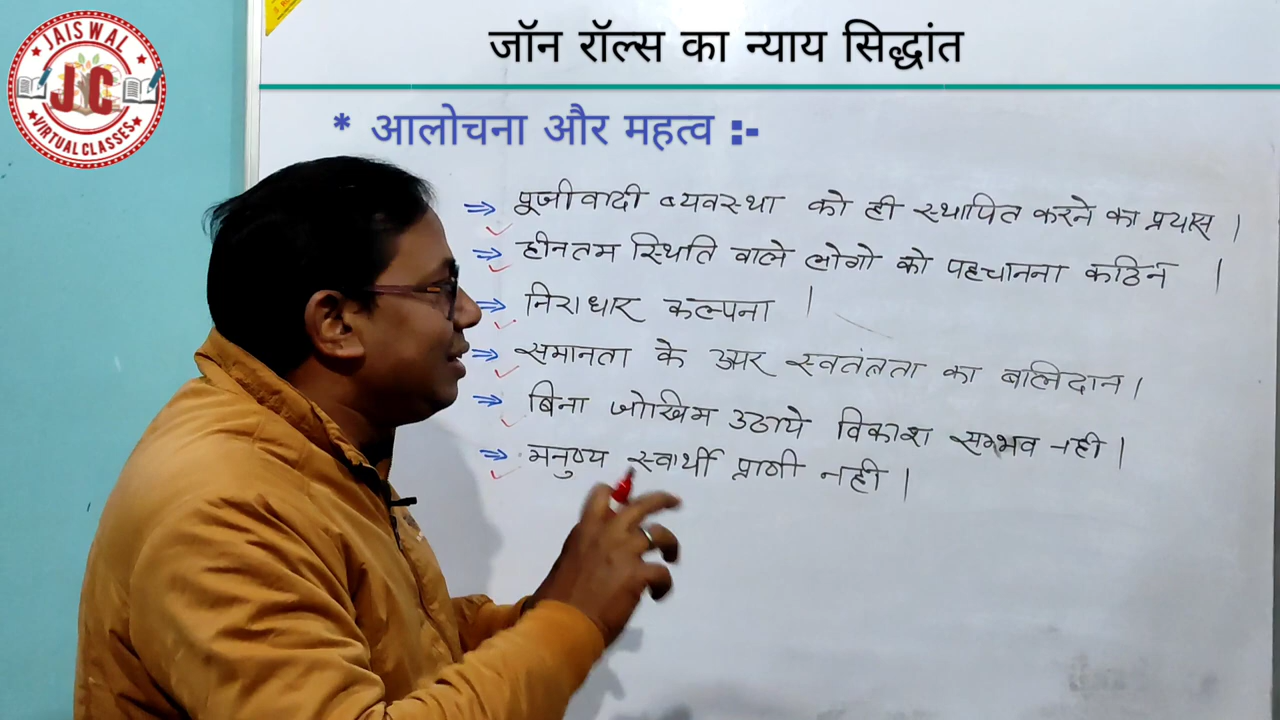 JAISWAL
JC
VIRTUAL CLASSES
जॉन रॉल्स का न्याय सिद्धांत
* आलोचना और महत्व :-
⇒ पूजीवादी व्यवस्था को ही स्थापित करने का प्रयास ।
⇒ हीनतम स्थिति वाले लोगो को पहचानना कठिन ।
⇒ निराधार कल्पना ।
⇒ समानता के उपर स्वतंत्रता का बलिदान ।
⇒ बिना जोखिम उठाये विकाश सम्भव नही ।
⇒ मनुष्य स्वार्थी प्राणी नही ।